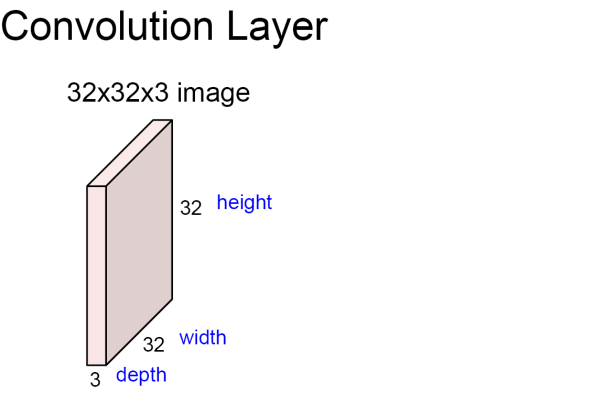 Convolution Layer
32x32x3 image
32 height
32 width
3 depth